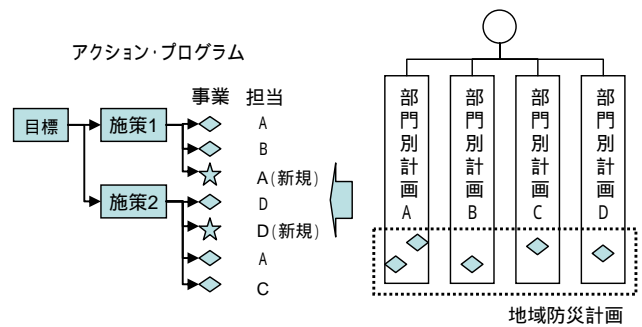 アクション・プログラム
事業 担当
目標
施策1
施策2
A
B
A(新規)
D
D(新規)
A
C
部門別計画A
部門別計画B
部門別計画C
部門別計画D
地域防災計画